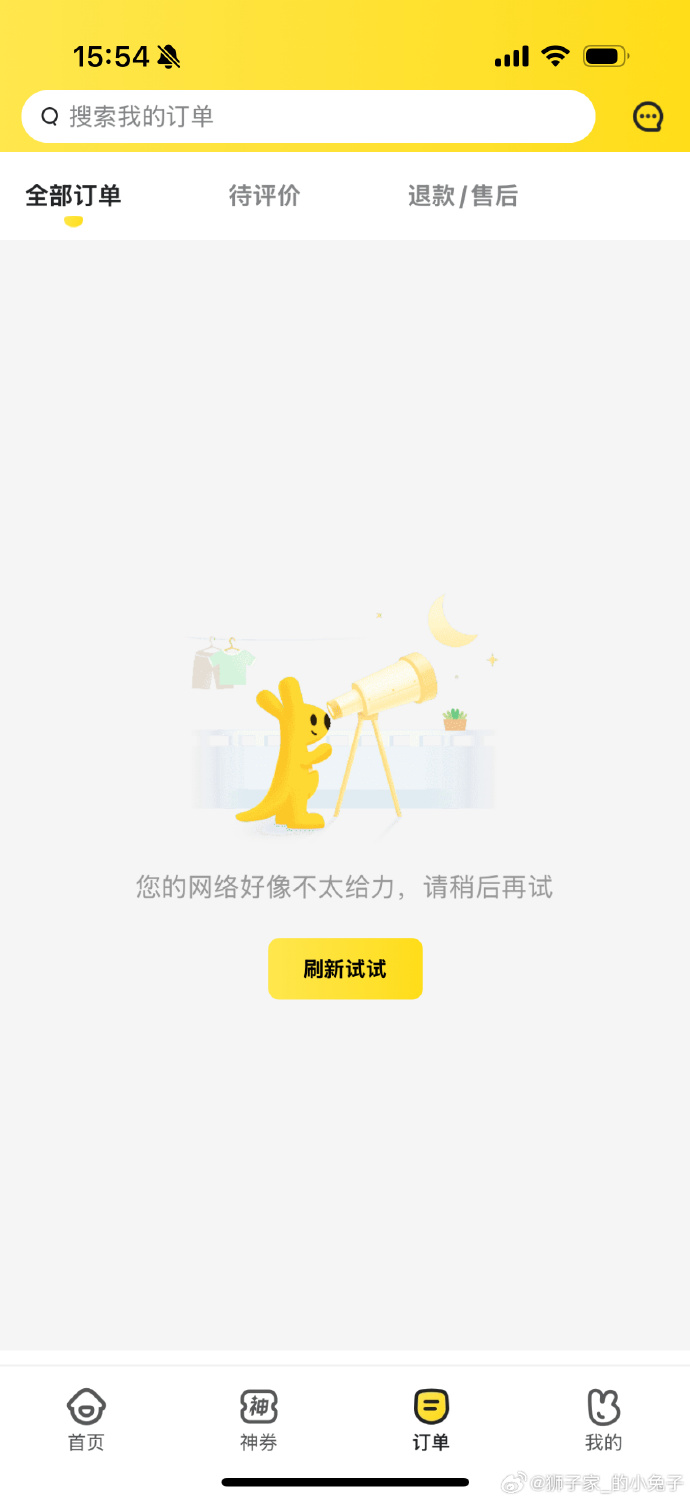 15:54
搜索我的订单
全部订单
待评价
退款/售后
您的网络好像不太给力，请稍后再试
刷新试试
神
首页
神券
订单
我的
@狮子家_的小兔子